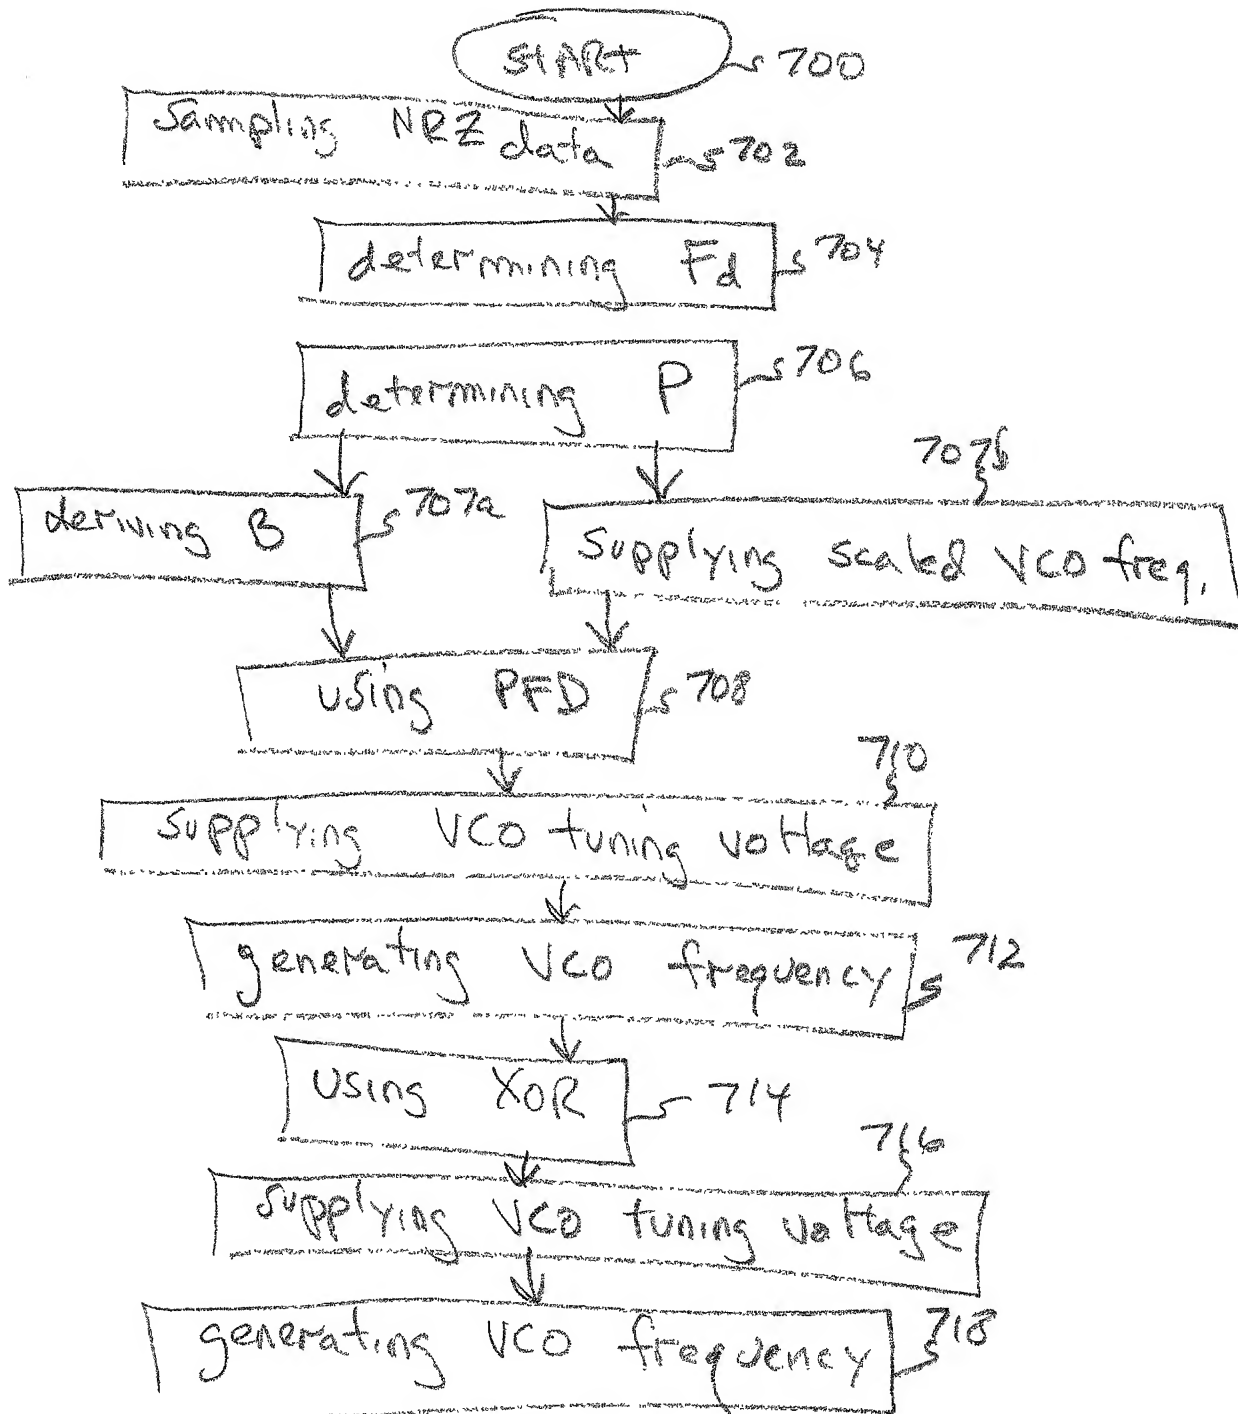 START 700
Sampling NRZ data 702
determining Fd 704
determining P 706
707b
deriving B 707a
Supplying scaled VCO freq.
using PFD 708
710
supplying VCO tuning voltage
generating VCO frequency 712
using XOR 714
716
supplying VCO tuning voltage
generating VCO frequency 718